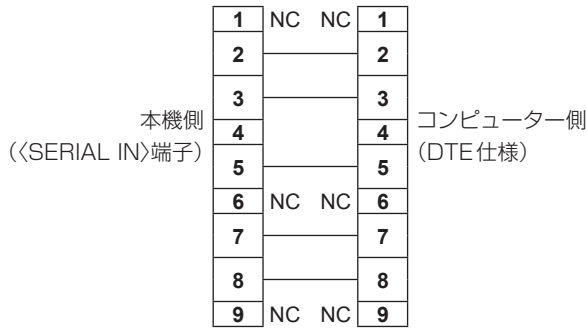 1 NC NC 1
2 2
3 3
本機側
(〈SERIAL IN〉端子)
4 4
コンピューター側
(DTE仕様)
5 5
6 NC NC 6
7 7
8 8
9 NC NC 9